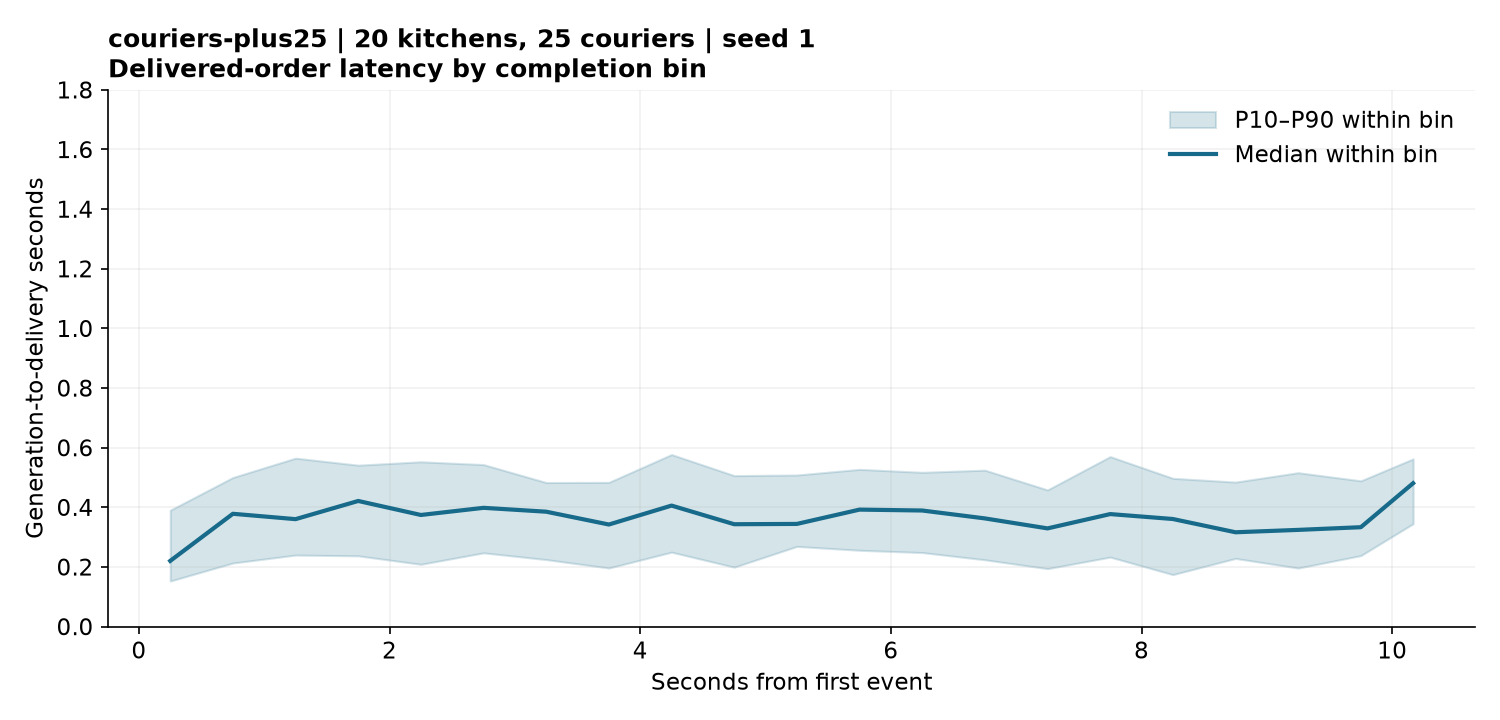 couriers-plus25 | 20 kitchens, 25 couriers | seed 1
Delivered-order latency by completion bin
P10–P90 within bin
Median within bin
Generation-to-delivery seconds
1.8
1.6
1.4
1.2
1.0
0.8
0.6
0.4
0.2
0.0
0
2
4
6
8
10
Seconds from first event